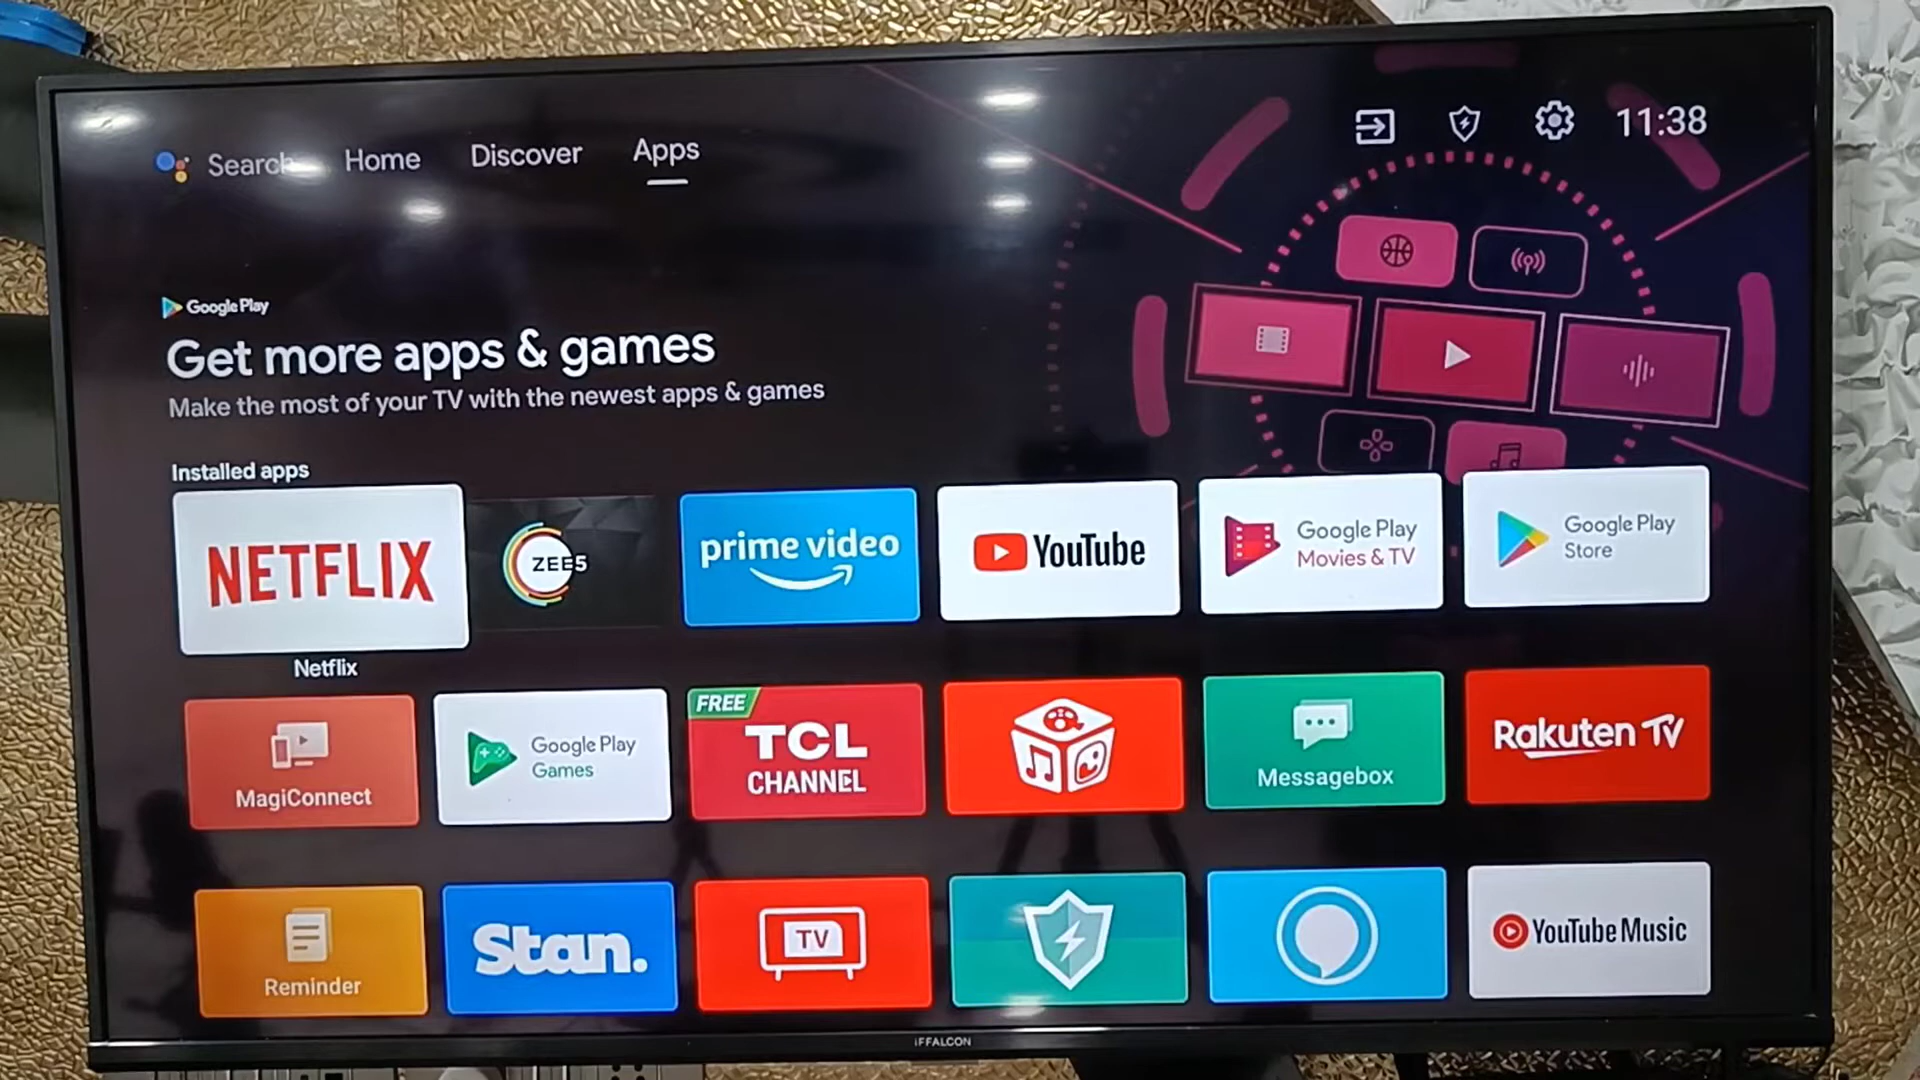 Search Home Discover Apps 11:38
Google Play
Get more apps & games
Make the most of your TV with the newest apps & games
Installed apps
NETFLIX
ZEE5
prime video
YouTube
Google Play
Movies & TV
Google Play
Store
Netflix
MagiConnect
Google Play
Games
FREE
TCL
CHANNEL
Messagebox
Rakuten TV
Reminder
Stan.
TV
YouTube Music
iFFALCON